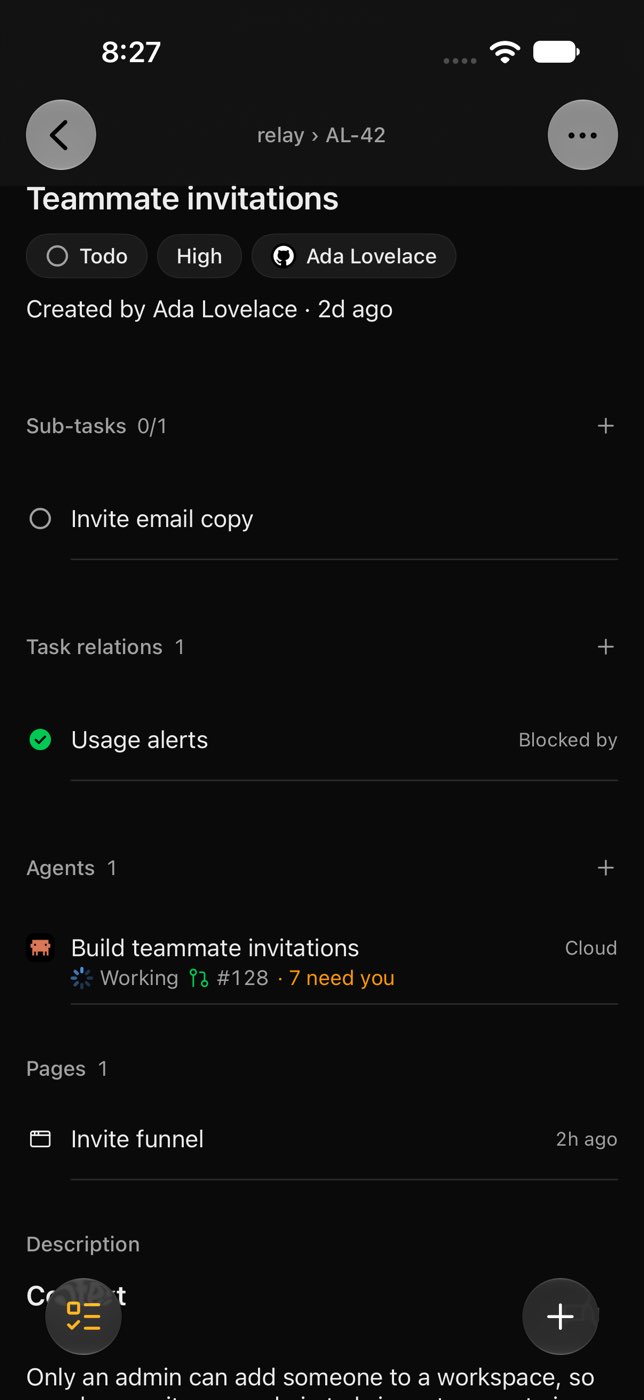 8:27
relay › AL-42
Teammate invitations
Todo
High
Ada Lovelace
Created by Ada Lovelace · 2d ago
Sub-tasks 0/1
Invite email copy
Task relations 1
Usage alerts
Blocked by
Agents 1
Build teammate invitations
Cloud
Working #128 · 7 need you
Pages 1
Invite funnel
2h ago
Description
Only an admin can add someone to a workspace, so